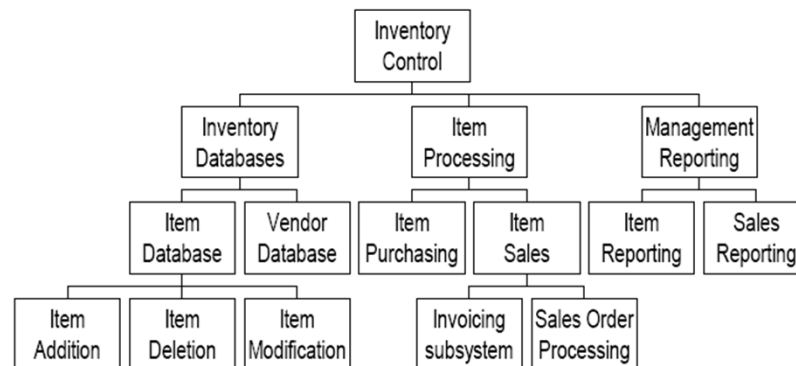 Inventory
Control
Inventory
Databases
Item
Processing
Management
Reporting
Item
Database
Vendor
Database
Item
Purchasing
Item
Sales
Item
Reporting
Sales
Reporting
Item
Addition
Item
Deletion
Item
Modification
Invoicing
subsystem
Sales Order
Processing